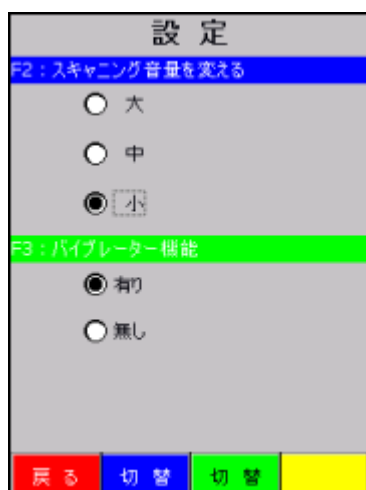 設 定
F2：スキャニング音量を変える
大
中
小
F3：バイブレーター機能
有り
無し
戻る 切替 切替